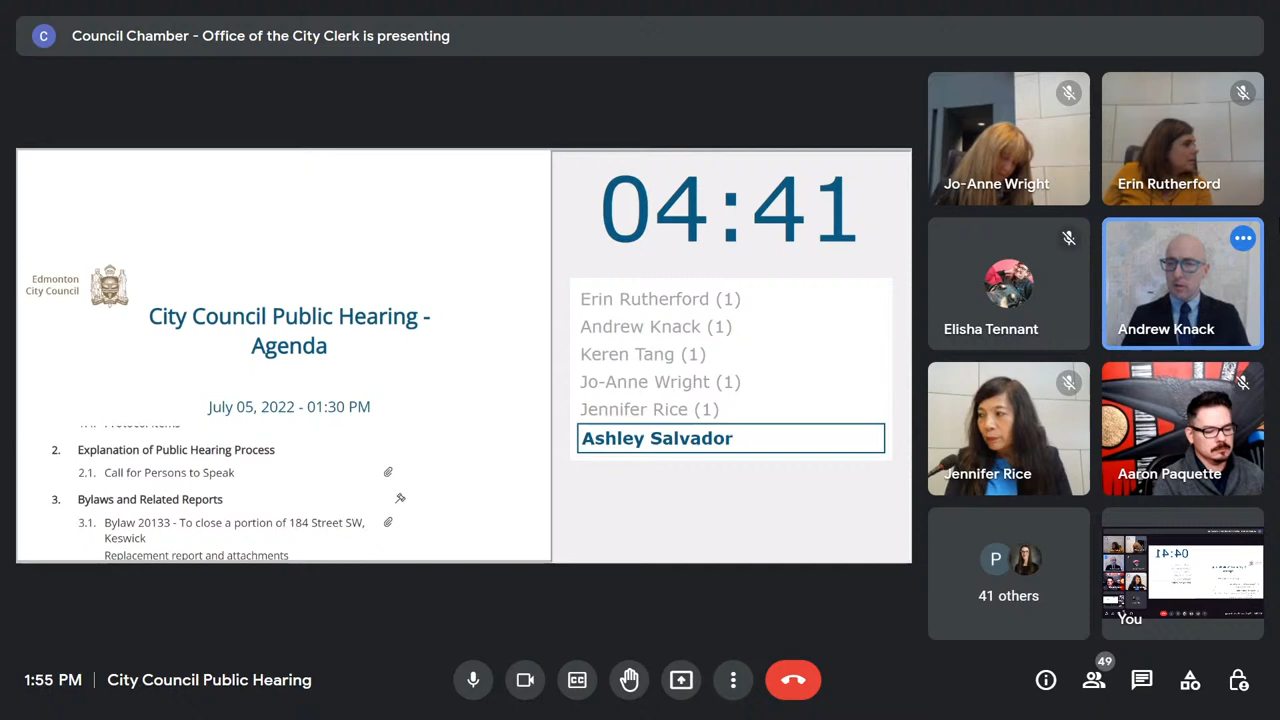 C
Council Chamber - Office of the City Clerk is presenting
Edmonton
City Council
City Council Public Hearing -
Agenda
July 05, 2022 - 01:30 PM
2. Explanation of Public Hearing Process
2.1. Call for Persons to Speak
3. Bylaws and Related Reports
3.1. Bylaw 20133 - To close a portion of 184 Street SW,
Keswick
Replacement report and attachments
04:41
Erin Rutherford (1)
Andrew Knack (1)
Keren Tang (1)
Jo-Anne Wright (1)
Jennifer Rice (1)
Ashley Salvador
Jo-Anne Wright
Erin Rutherford
Elisha Tennant
Andrew Knack
Jennifer Rice
Aaron Paquette
P
41 others
04:41
You
1:55 PM | City Council Public Hearing
CC
49